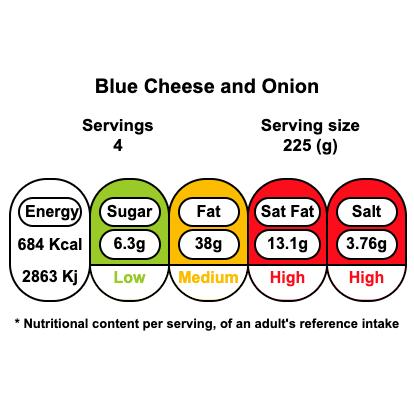 Blue Cheese and Onion
Servings Serving size
4 225 (g)
Energy Sugar Fat Sat Fat Salt
684 Kcal 6.3g 38g 13.1g 3.76g
2863 Kj Low Medium High High
* Nutritional content per serving, of an adult's reference intake